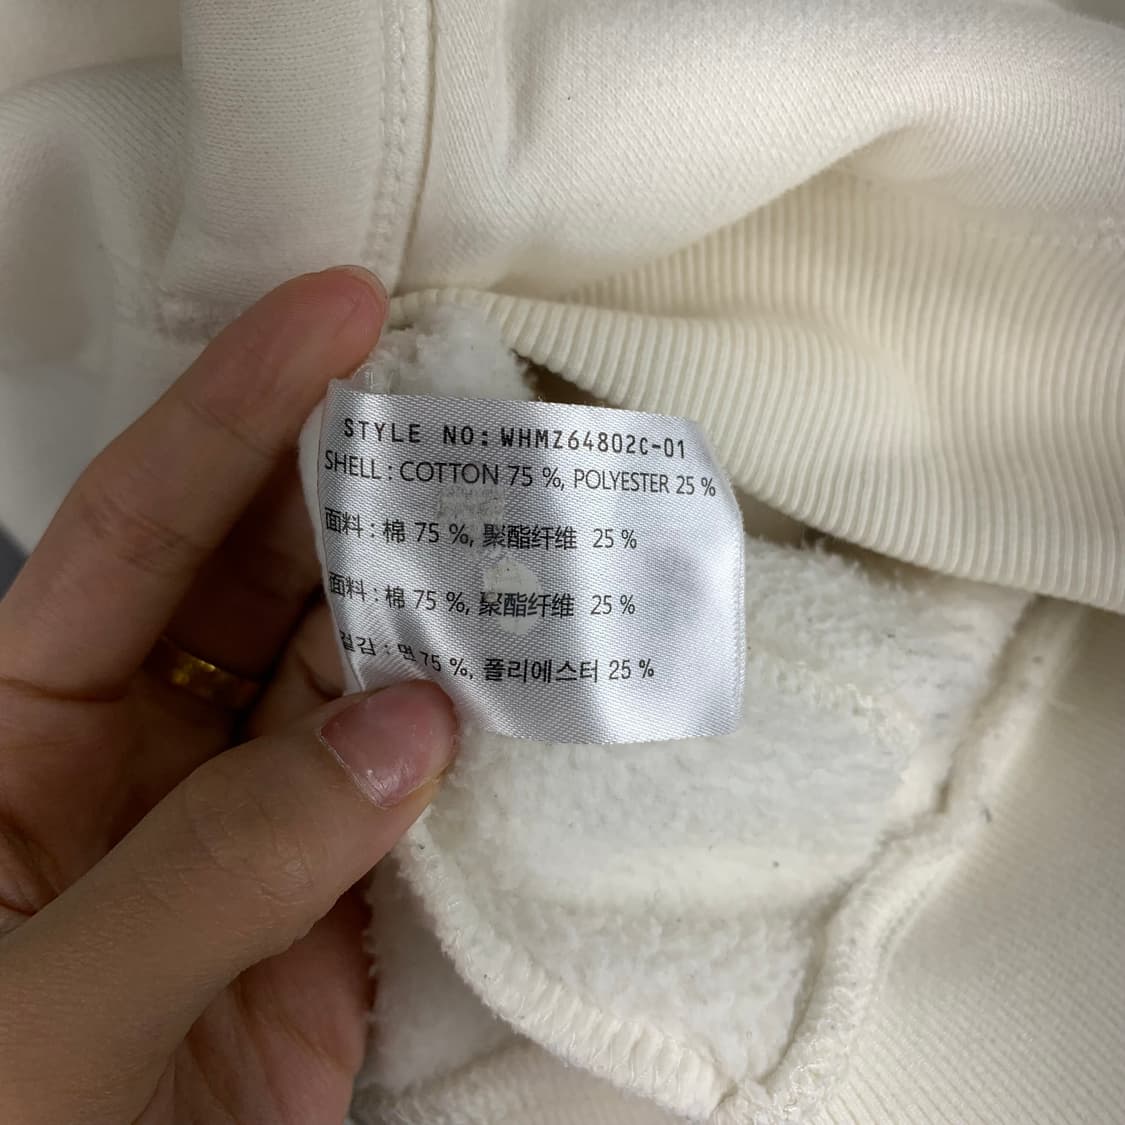 STYLE NO: WHMZ64802C-01
SHELL : COTTON 75 %, POLYESTER 25 %
面料 : 棉 75 %, 聚酯纤维 25 %
面料 : 棉 75 %, 聚酯纤维 25 %
겉감 : 면 75 %, 폴리에스터 25 %